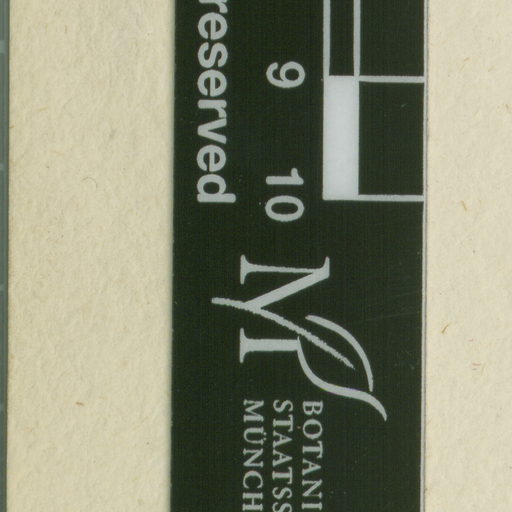 9 10
reserved
M
BOTANI
STAATSS
MÜNCH